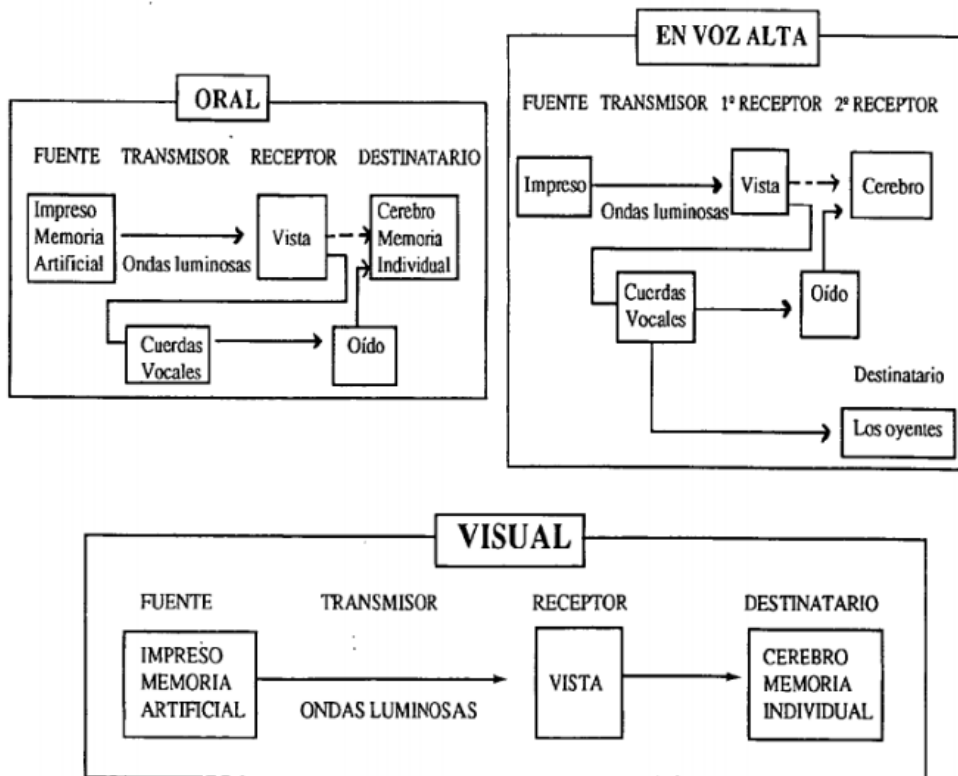 ORAL
FUENTE TRANSMISOR RECEPTOR DESTINATARIO
Impreso
Memoria
Artificial
Ondas luminosas
Vista
Cerebro
Memoria
Individual
Cuerdas
Vocales
Oído
EN VOZ ALTA
FUENTE TRANSMISOR 1º RECEPTOR 2º RECEPTOR
Impreso
Ondas luminosas
Vista
Cerebro
Cuerdas
Vocales
Oído
Destinatario
Los oyentes
VISUAL
FUENTE TRANSMISOR RECEPTOR DESTINATARIO
IMPRESO
MEMORIA
ARTIFICIAL
ONDAS LUMINOSAS
VISTA
CEREBRO
MEMORIA
INDIVIDUAL